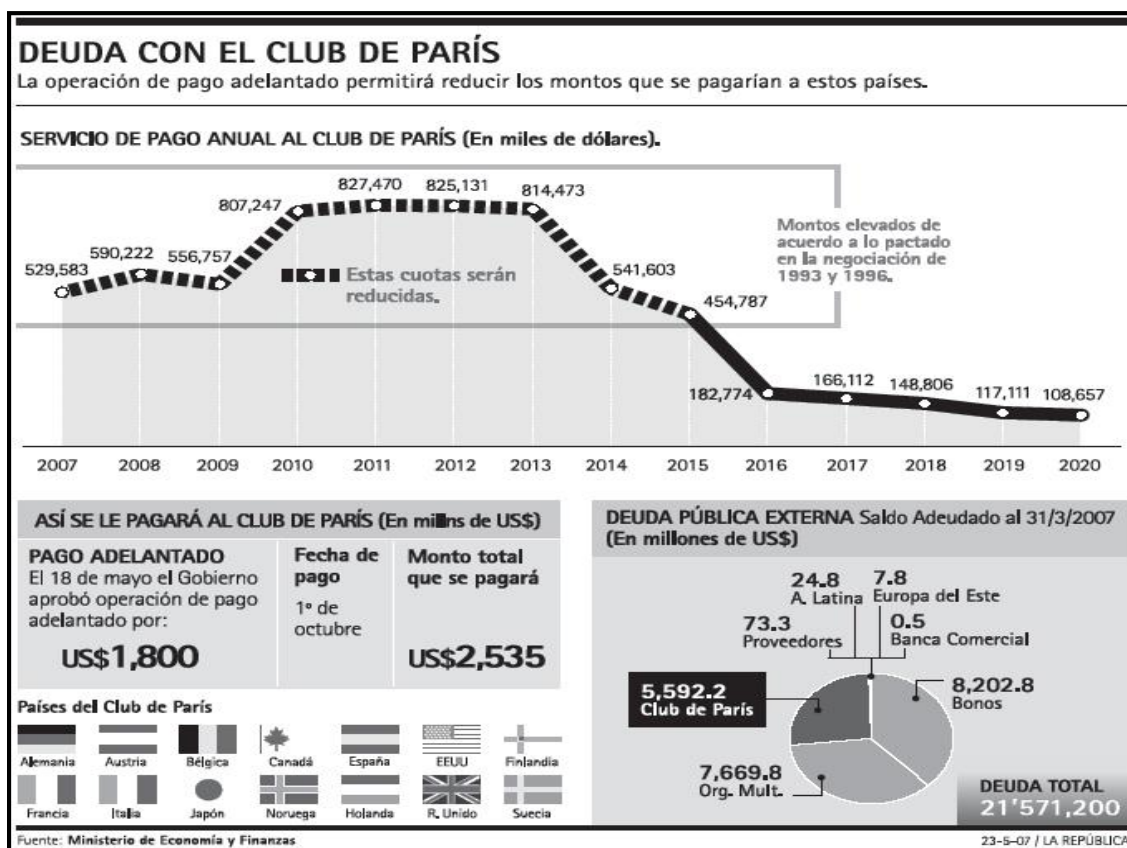 DEUDA CON EL CLUB DE PARÍS
La operación de pago adelantado permitirá reducir los montos que se pagarían a estos países.
SERVICIO DE PAGO ANUAL AL CLUB DE PARÍS (En miles de dólares).
529,583
590,222
556,757
807,247
827,470
825,131
814,473
541,603
454,787
182,774
166,112
148,806
117,111
108,657
Estas cuotas serán
reducidas.
Montos elevados de
acuerdo a lo pactado
en la negociación de
1993 y 1996.
2007 2008 2009 2010 2011 2012 2013 2014 2015 2016 2017 2018 2019 2020
ASÍ SE LE PAGARÁ AL CLUB DE PARÍS (En millns de US$)
PAGO ADELANTADO
El 18 de mayo el Gobierno
aprobó operación de pago
adelantado por:
US$1,800
Fecha de
pago
1º de
octubre
Monto total
que se pagará
US$2,535
Países del Club de París
Alemania Austria Bélgica Canadá España EEUU Finlandia
Francia Italia Japón Noruega Holanda R. Unido Suecia
DEUDA PÚBLICA EXTERNA Saldo Adeudado al 31/3/2007
(En millones de US$)
24.8
A. Latina
7.8
Europa del Este
73.3
Proveedores
0.5
Banca Comercial
5,592.2
Club de París
8,202.8
Bonos
7,669.8
Org. Mult.
DEUDA TOTAL
21'571,200
Fuente: Ministerio de Economía y Finanzas
23-5-07 / LA REPÚBLICA